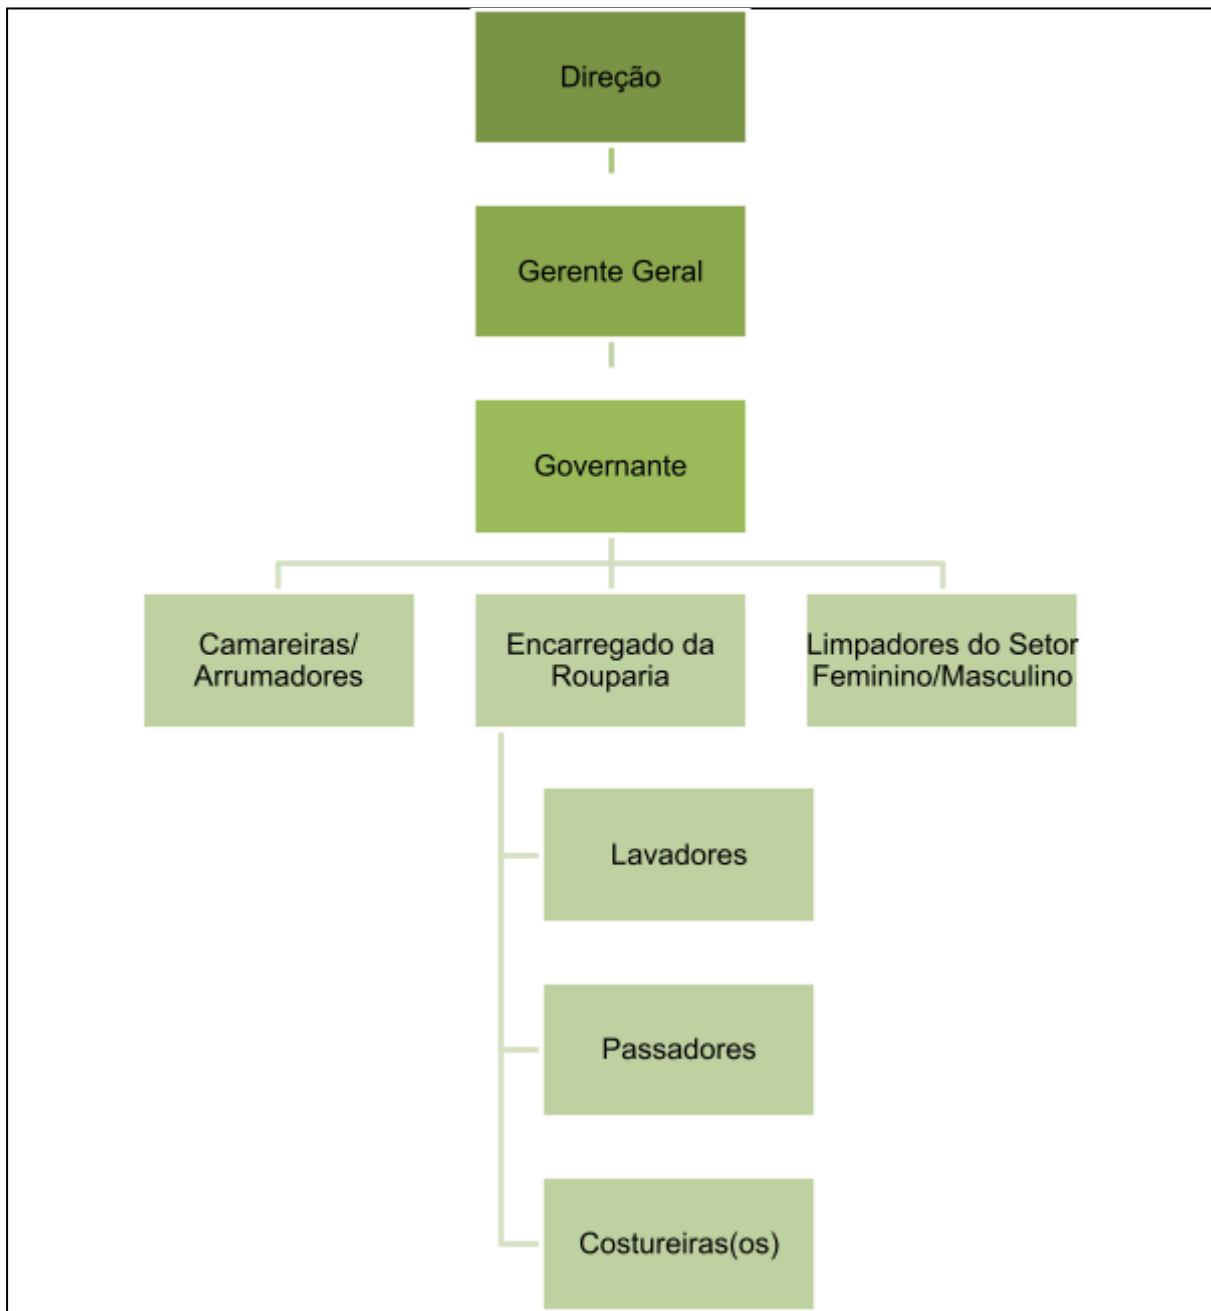 Direção
Gerente Geral
Governante
Camareiras/
Arrumadores
Encarregado da
Rouparia
Limpadores do Setor
Feminino/Masculino
Lavadores
Passadores
Costureiras(os)